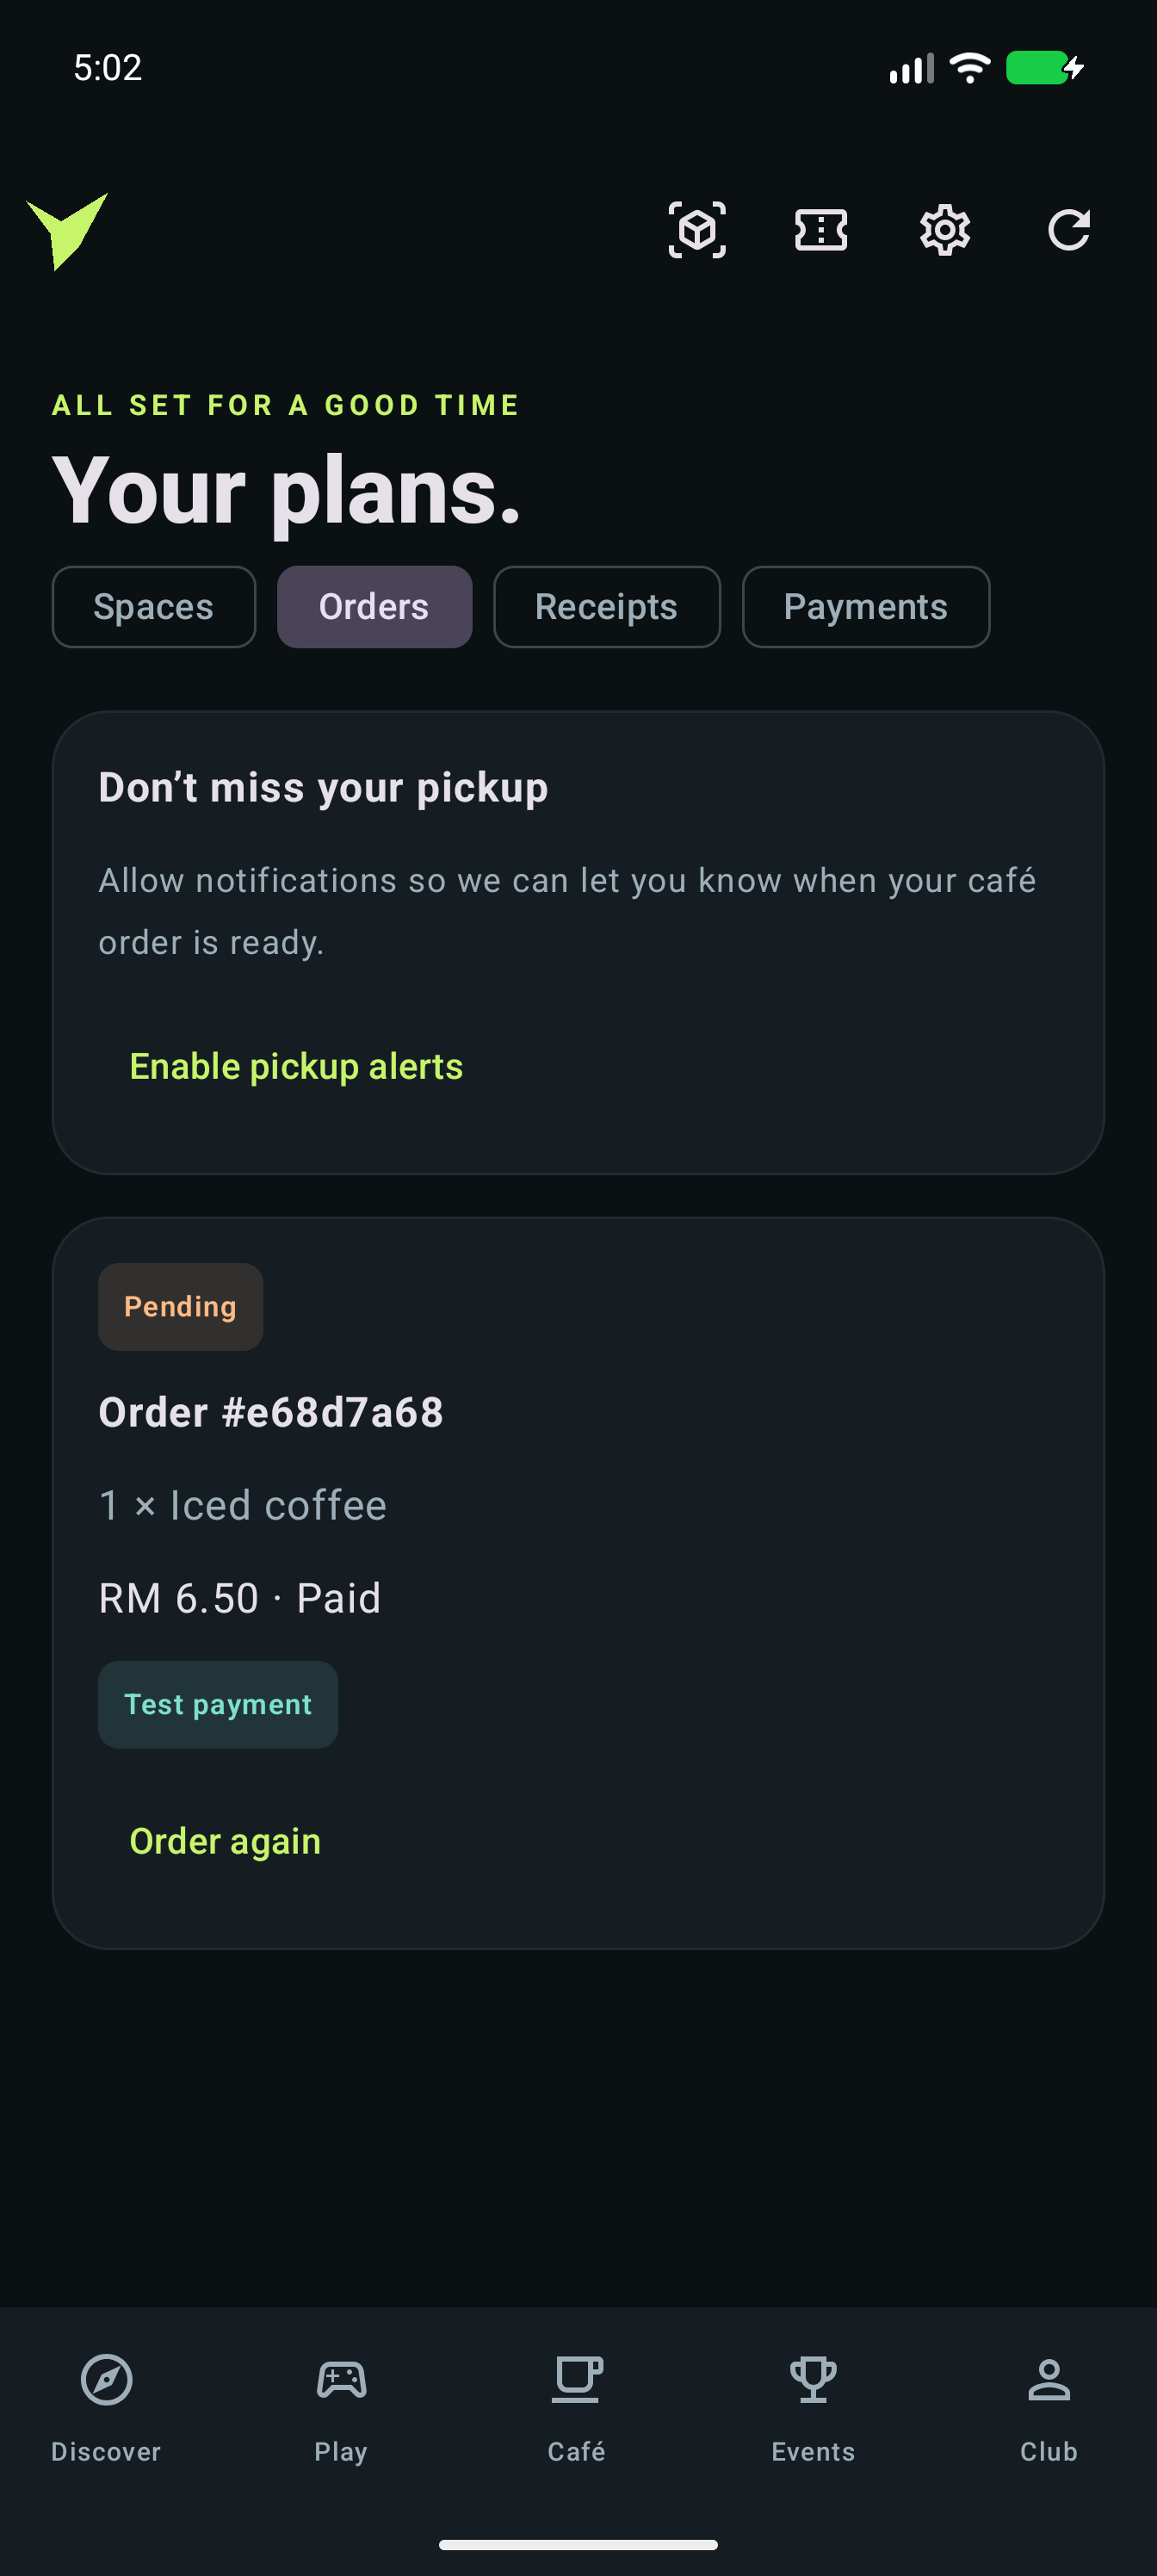 5:02
ALL SET FOR A GOOD TIME
Your plans.
Spaces
Orders
Receipts
Payments
Don’t miss your pickup
Allow notifications so we can let you know when your café
order is ready.
Enable pickup alerts
Pending
Order #e68d7a68
1 × Iced coffee
RM 6.50 · Paid
Test payment
Order again
Discover
Play
Café
Events
Club